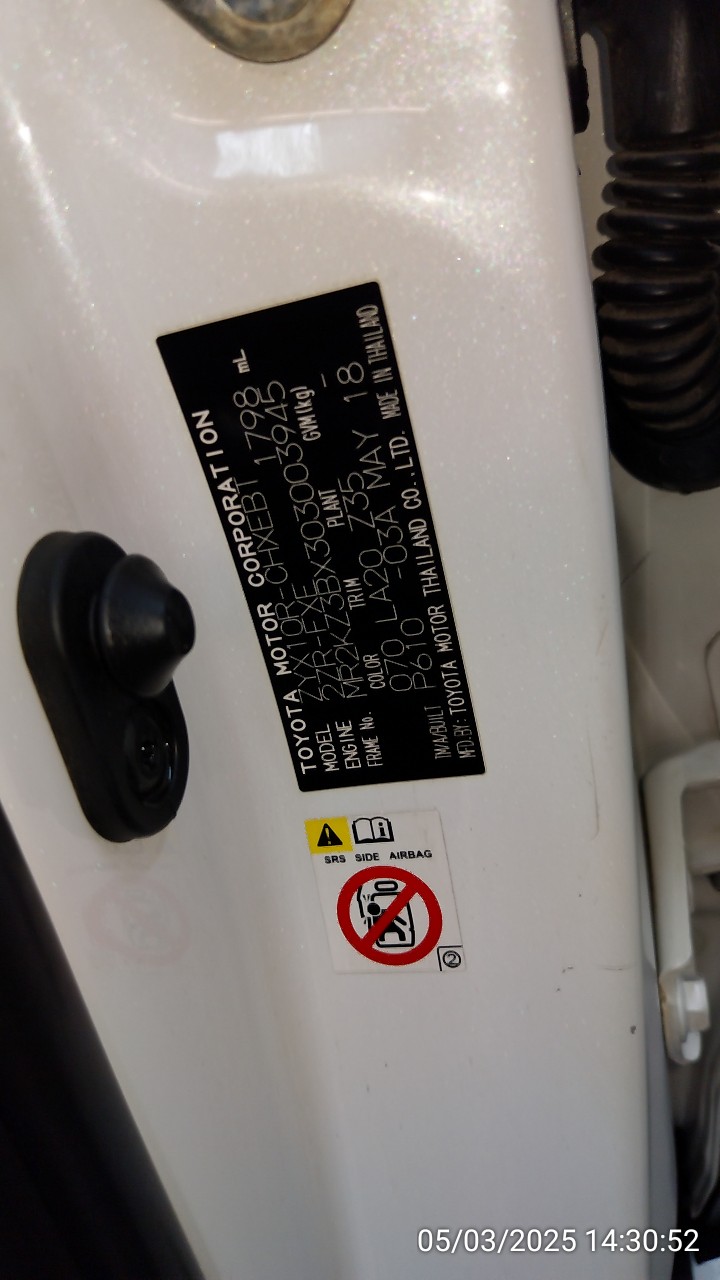 TOYOTA MOTOR CORPORATION
MODEL ZYX10R-CHXEBT 1798 mL
ENGINE 2ZR-FXE
FRAME No. MR2KZ3BX303003945
COLOR TRIM PLANT GVM(kg)
070 LA20 Z35 -
TM/A/BUILT P610 -03A MAY 18
MFD.BY: TOYOTA MOTOR THAILAND CO.,LTD. MADE IN THAILAND
SRS SIDE AIRBAG
2
05/03/2025 14:30:52